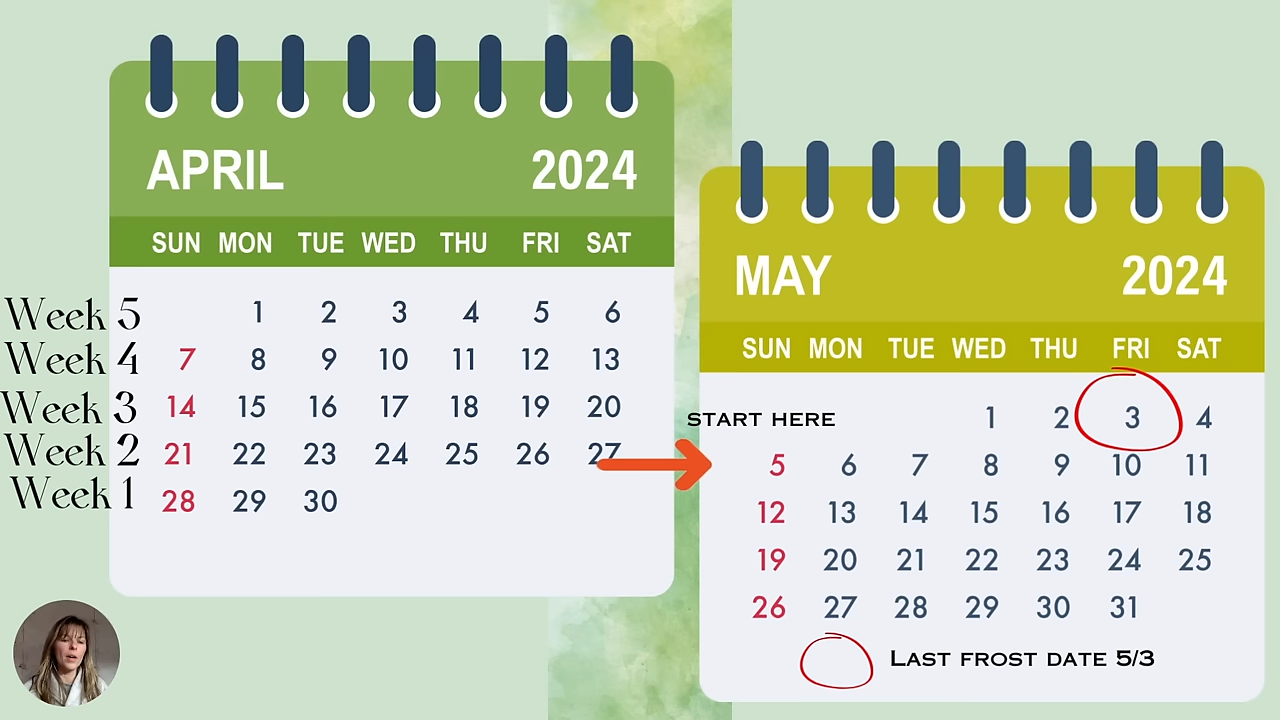 APRIL 2024
SUN MON TUE WED THU FRI SAT
Week 5 1 2 3 4 5 6
Week 4 7 8 9 10 11 12 13
Week 3 14 15 16 17 18 19 20
Week 2 21 22 23 24 25 26 27
Week 1 28 29 30
MAY 2024
SUN MON TUE WED THU FRI SAT
START HERE 1 2 3 4
5 6 7 8 9 10 11
12 13 14 15 16 17 18
19 20 21 22 23 24 25
26 27 28 29 30 31
LAST FROST DATE 5/3